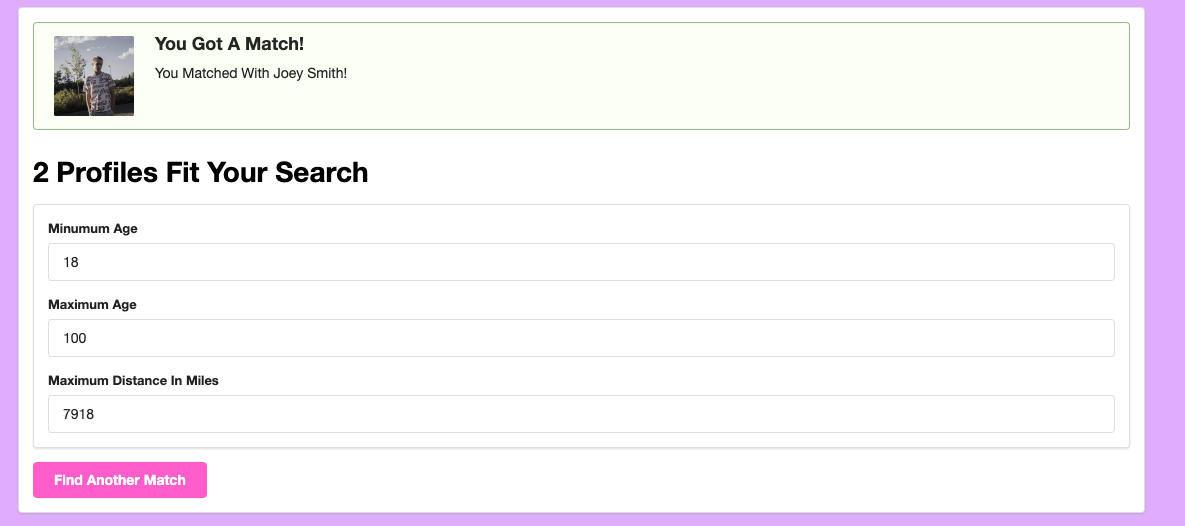 You Got A Match!
You Matched With Joey Smith!
2 Profiles Fit Your Search
Minumum Age
18
Maximum Age
100
Maximum Distance In Miles
7918
Find Another Match